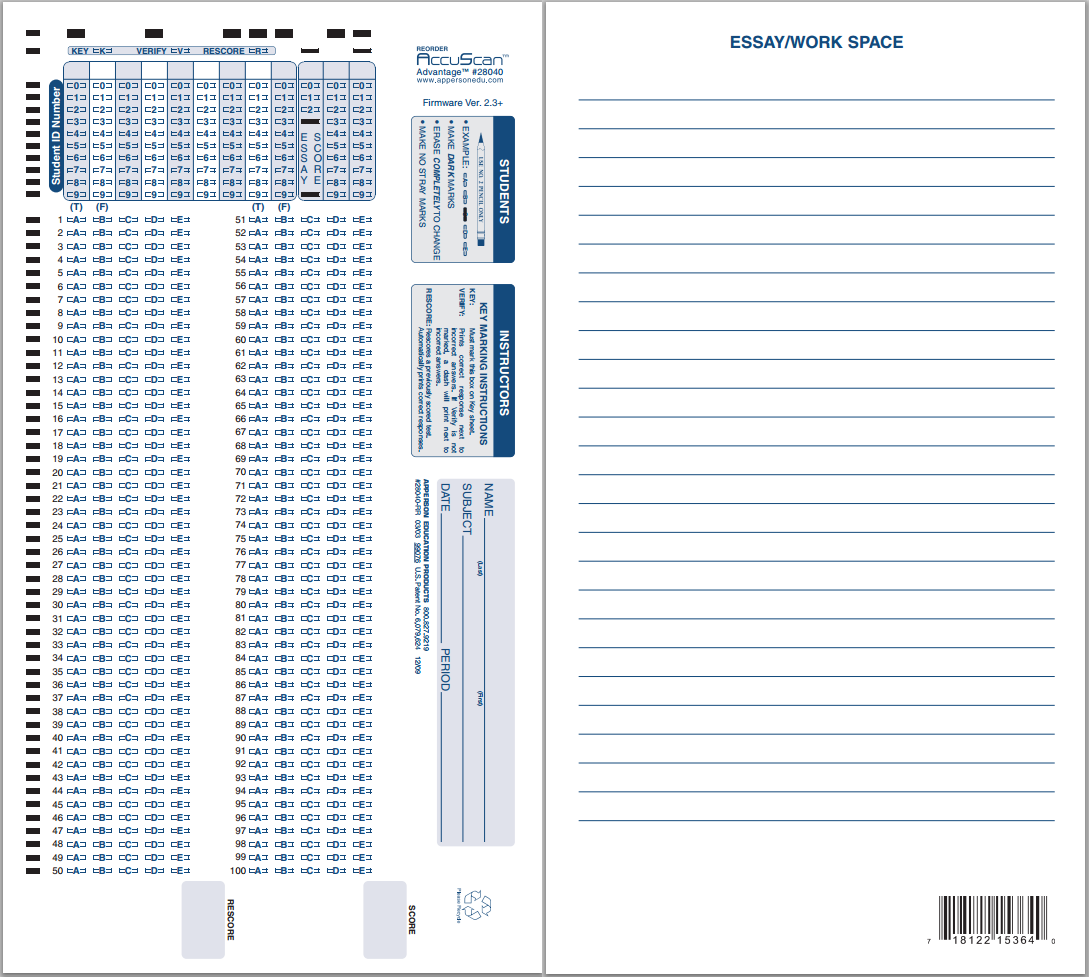 KEY ⊏K⊐ VERIFY ⊏V⊐ RESCORE ⊏R⊐
Student ID Number
0 0 0 0 0 0 0 0 0 0 0 0
1 1 1 1 1 1 1 1 1 1 1 1
2 2 2 2 2 2 2 2 2 2 2 2
3 3 3 3 3 3 3 3 3 3 3
4 4 4 4 4 4 4 4 4 4 4
5 5 5 5 5 5 5 5 5 5 5
6 6 6 6 6 6 6 6 6 6 6
7 7 7 7 7 7 7 7 7 7 7
8 8 8 8 8 8 8 8 8 8 8
9 9 9 9 9 9 9 9 9 9 9
ESSAY
SCORE
(T) (F) (T) (F)
1 A B C D E 51 A B C D E
2 A B C D E 52 A B C D E
3 A B C D E 53 A B C D E
4 A B C D E 54 A B C D E
5 A B C D E 55 A B C D E
6 A B C D E 56 A B C D E
7 A B C D E 57 A B C D E
8 A B C D E 58 A B C D E
9 A B C D E 59 A B C D E
10 A B C D E 60 A B C D E
11 A B C D E 61 A B C D E
12 A B C D E 62 A B C D E
13 A B C D E 63 A B C D E
14 A B C D E 64 A B C D E
15 A B C D E 65 A B C D E
16 A B C D E 66 A B C D E
17 A B C D E 67 A B C D E
18 A B C D E 68 A B C D E
19 A B C D E 69 A B C D E
20 A B C D E 70 A B C D E
21 A B C D E 71 A B C D E
22 A B C D E 72 A B C D E
23 A B C D E 73 A B C D E
24 A B C D E 74 A B C D E
25 A B C D E 75 A B C D E
26 A B C D E 76 A B C D E
27 A B C D E 77 A B C D E
28 A B C D E 78 A B C D E
29 A B C D E 79 A B C D E
30 A B C D E 80 A B C D E
31 A B C D E 81 A B C D E
32 A B C D E 82 A B C D E
33 A B C D E 83 A B C D E
34 A B C D E 84 A B C D E
35 A B C D E 85 A B C D E
36 A B C D E 86 A B C D E
37 A B C D E 87 A B C D E
38 A B C D E 88 A B C D E
39 A B C D E 89 A B C D E
40 A B C D E 90 A B C D E
41 A B C D E 91 A B C D E
42 A B C D E 92 A B C D E
43 A B C D E 93 A B C D E
44 A B C D E 94 A B C D E
45 A B C D E 95 A B C D E
46 A B C D E 96 A B C D E
47 A B C D E 97 A B C D E
48 A B C D E 98 A B C D E
49 A B C D E 99 A B C D E
50 A B C D E 100 A B C D E
RESCORE
SCORE
REORDER
AccuScan™
Advantage™ #28040
www.appersonedu.com
Firmware Ver. 2.3+
STUDENTS
USE NO. 2 PENCIL ONLY
• EXAMPLE: A B D E
• MAKE DARK MARKS
• ERASE COMPLETELY TO CHANGE
• MAKE NO STRAY MARKS
INSTRUCTORS
KEY MARKING INSTRUCTIONS
KEY: Must mark this box on Key sheet.
VERIFY: Prints correct response next to
incorrect answers. If Verify is not
marked, a dash will print next to
incorrect answers.
RESCORE: Rescores a previously scored test.
Automatically prints correct responses.
NAME
(Last) (First)
SUBJECT
DATE PERIOD
APPERSON EDUCATION PRODUCTS 800.827.9219
#28040-RR 03/03 99078 U.S. Patent No. 6,079,624 12/09
Please Recycle
ESSAY/WORK SPACE
7 18122 15364 0